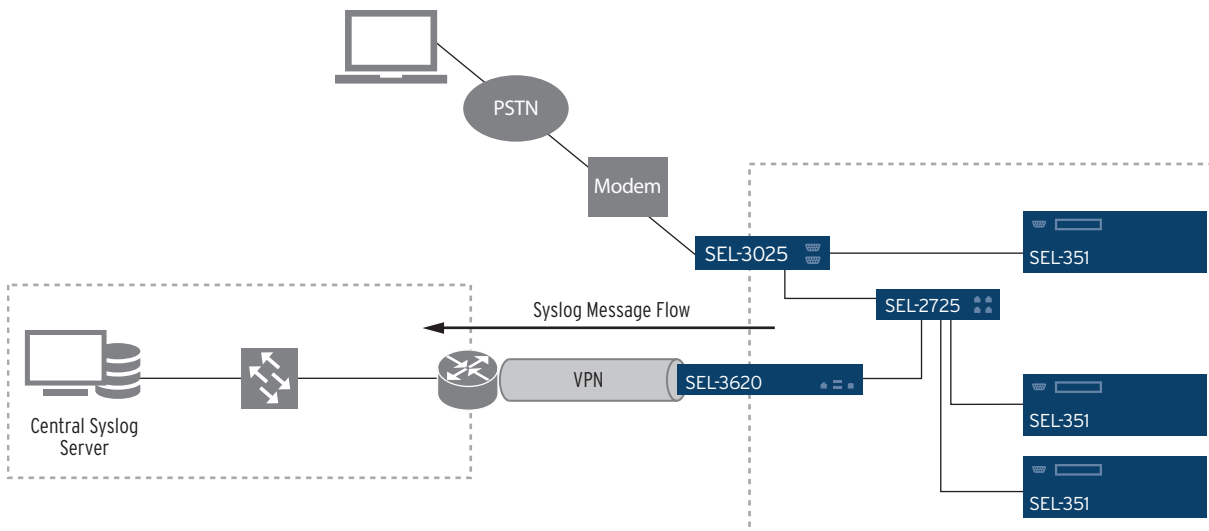 PSTN
Modem
SEL-3025
SEL-351
SEL-2725
Syslog Message Flow
VPN
SEL-3620
Central Syslog
Server
SEL-351
SEL-351